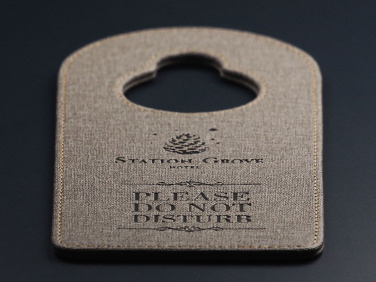 STATION GROVE
HOTEL
PLEASE
DO NOT
DISTURB